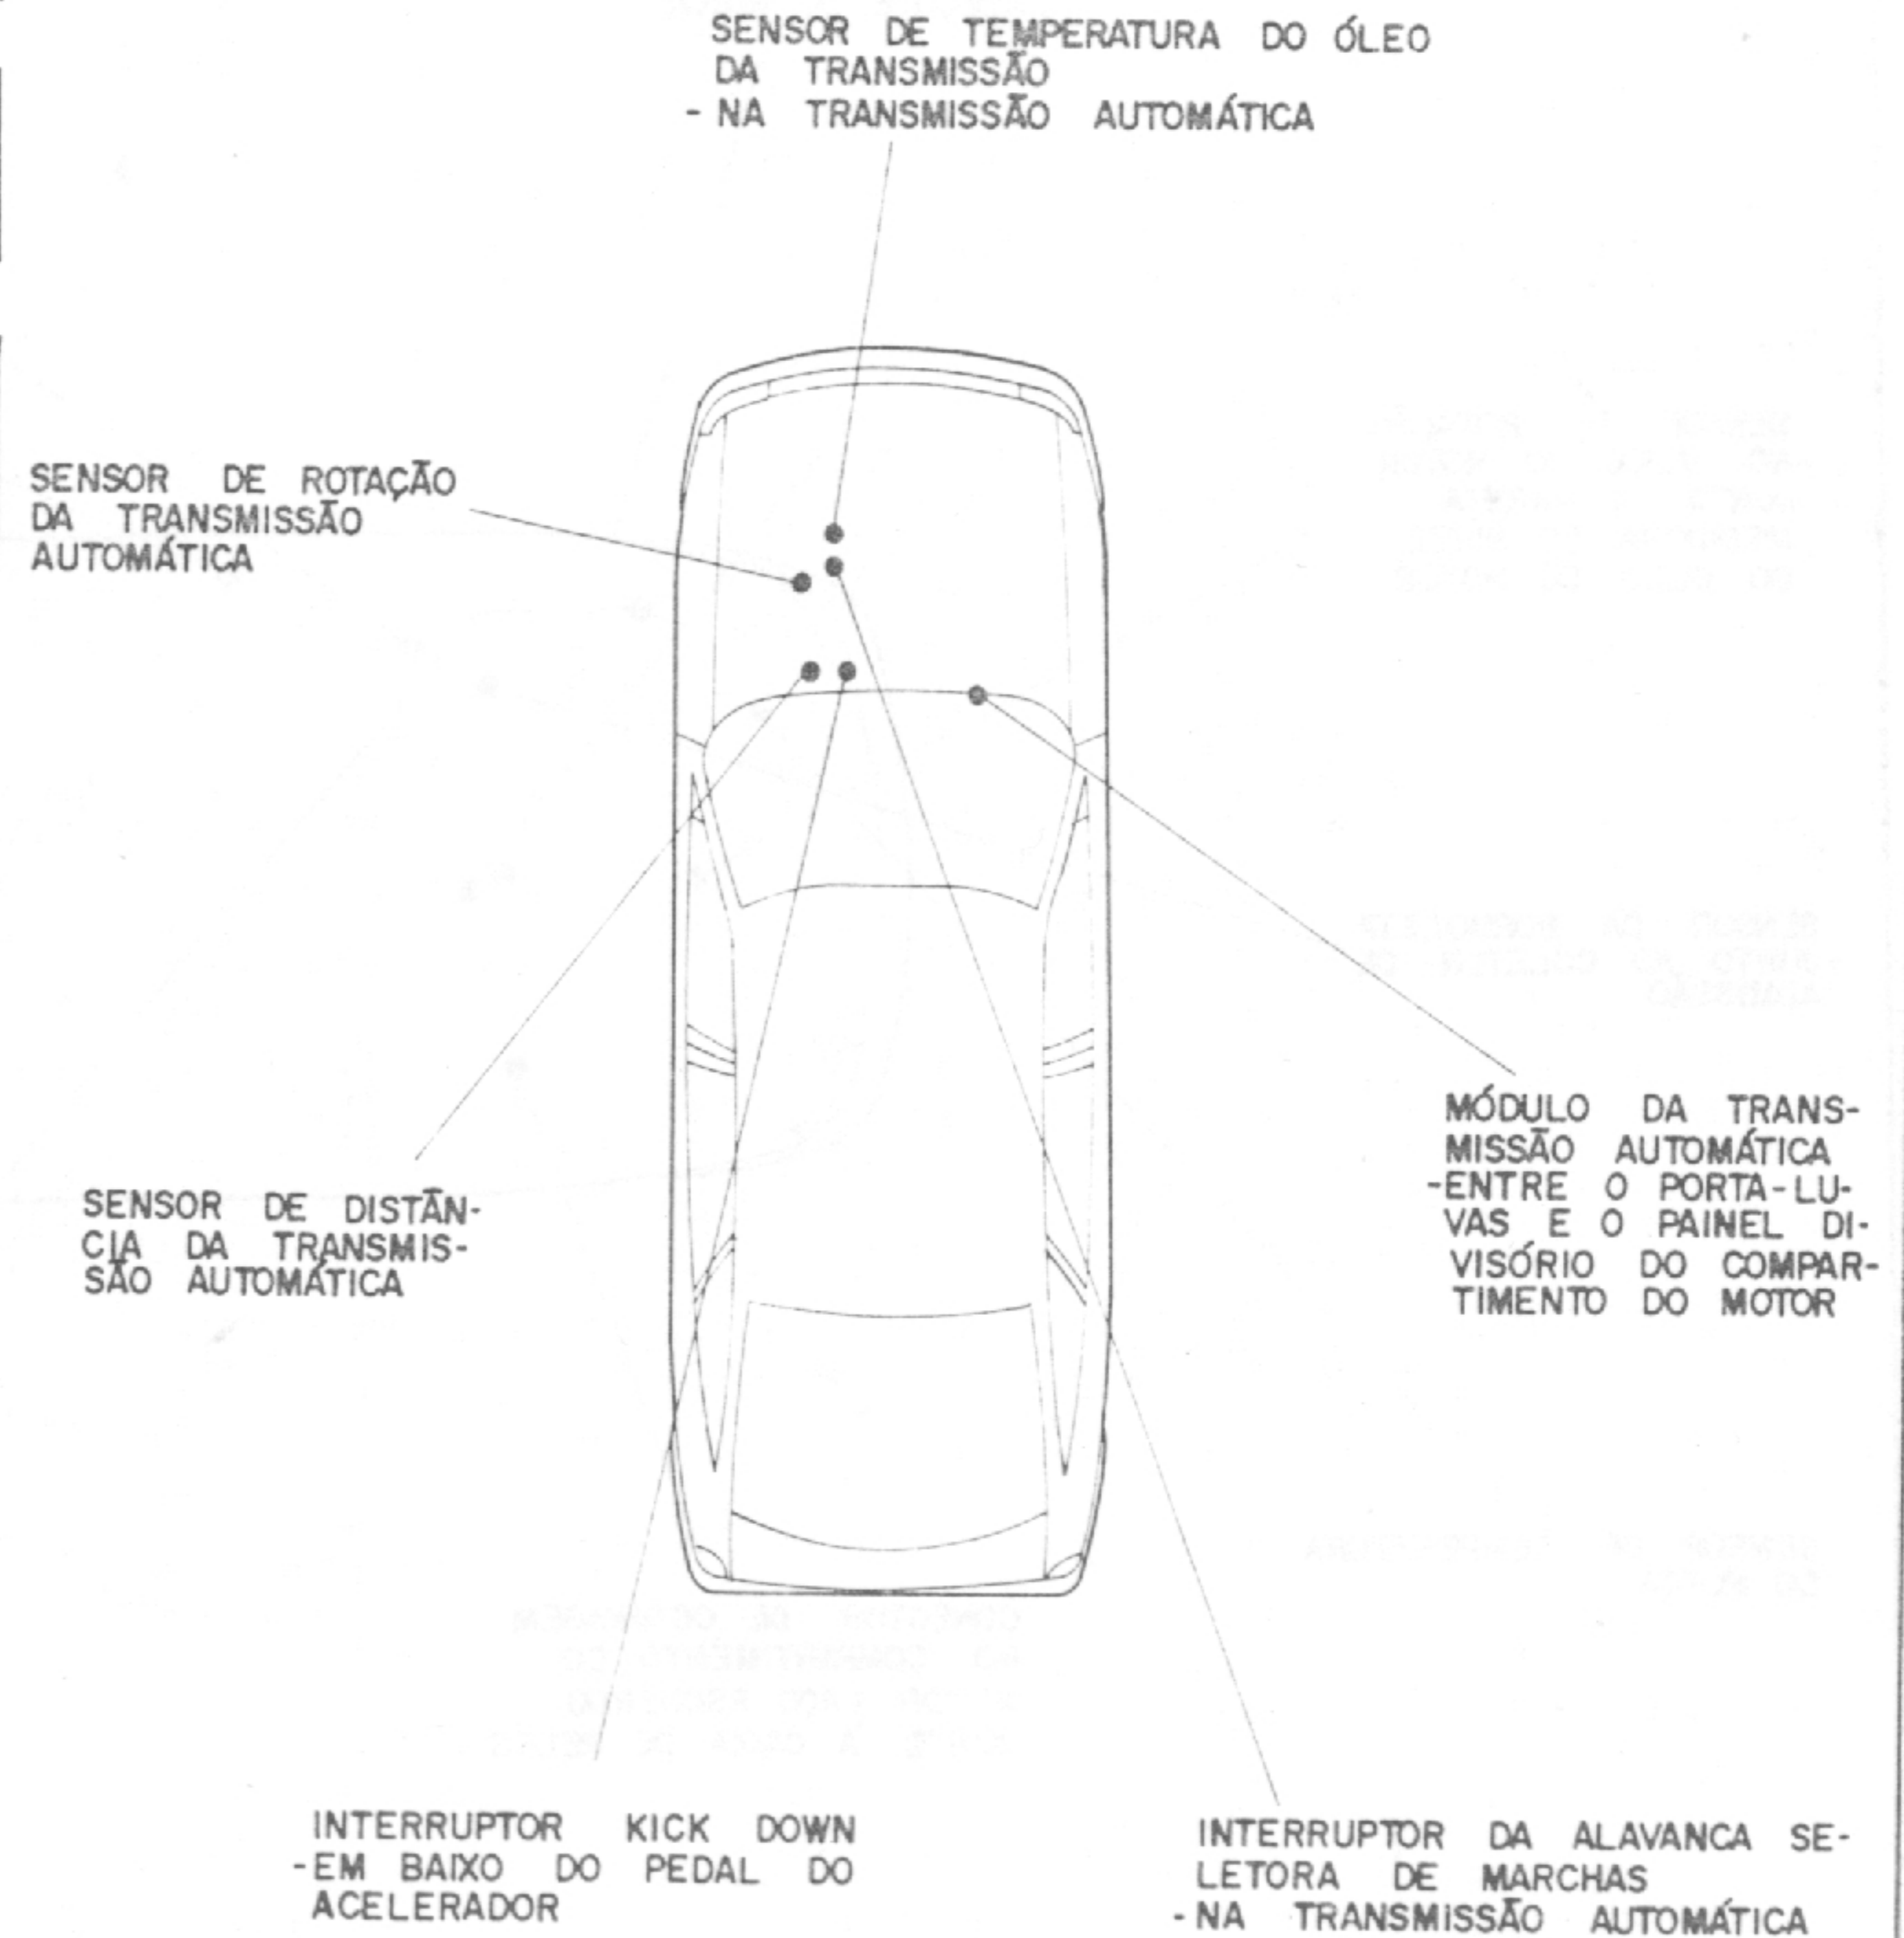 SENSOR DE TEMPERATURA DO ÓLEO
DA TRANSMISSÃO
- NA TRANSMISSÃO AUTOMÁTICA
SENSOR DE ROTAÇÃO
DA TRANSMISSÃO
AUTOMÁTICA
SENSOR DE DISTÂN-
CIA DA TRANSMIS-
SÃO AUTOMÁTICA
MÓDULO DA TRANS-
MISSÃO AUTOMÁTICA
-ENTRE O PORTA-LU-
VAS E O PAINEL DI-
VISÓRIO DO COMPAR-
TIMENTO DO MOTOR
INTERRUPTOR KICK DOWN
-EM BAIXO DO PEDAL DO
ACELERADOR
INTERRUPTOR DA ALAVANCA SE-
LETORA DE MARCHAS
- NA TRANSMISSÃO AUTOMÁTICA